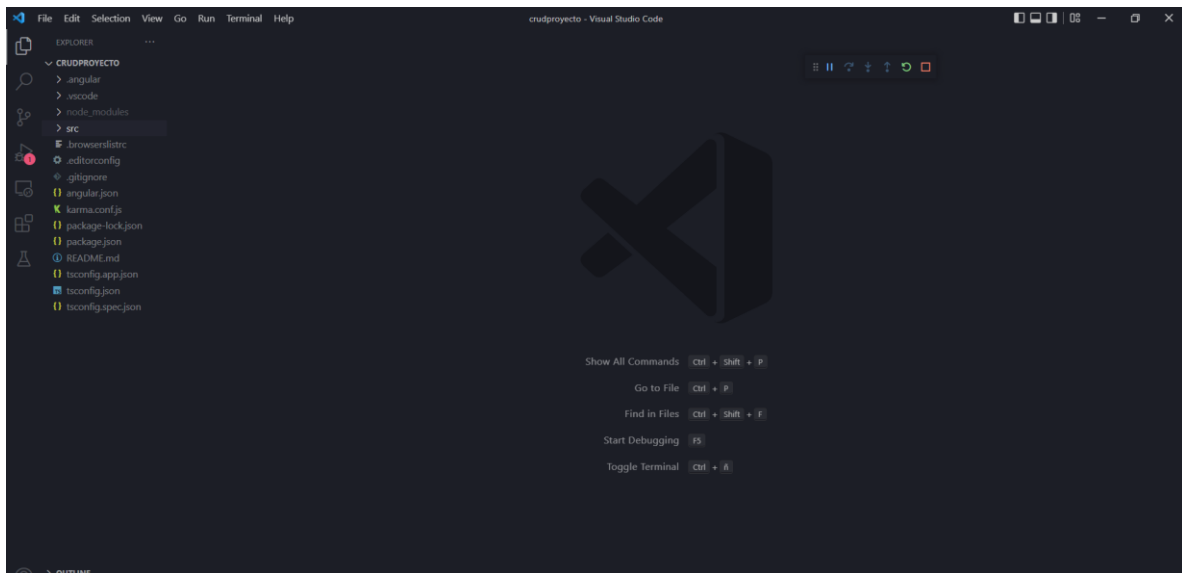 File Edit Selection View Go Run Terminal Help
crudproyecto - Visual Studio Code
EXPLORER
CRUDPROYECTO
.angular
.vscode
node_modules
src
.browserslistrc
.editorconfig
.gitignore
{} angular.json
K karma.conf.js
{} package-lock.json
{} package.json
README.md
{} tsconfig.app.json
tsconfig.json
{} tsconfig.spec.json
1
Show All Commands Ctrl + Shift + P
Go to File Ctrl + P
Find in Files Ctrl + Shift + F
Start Debugging F5
Toggle Terminal Ctrl + ñ
OUTLINE